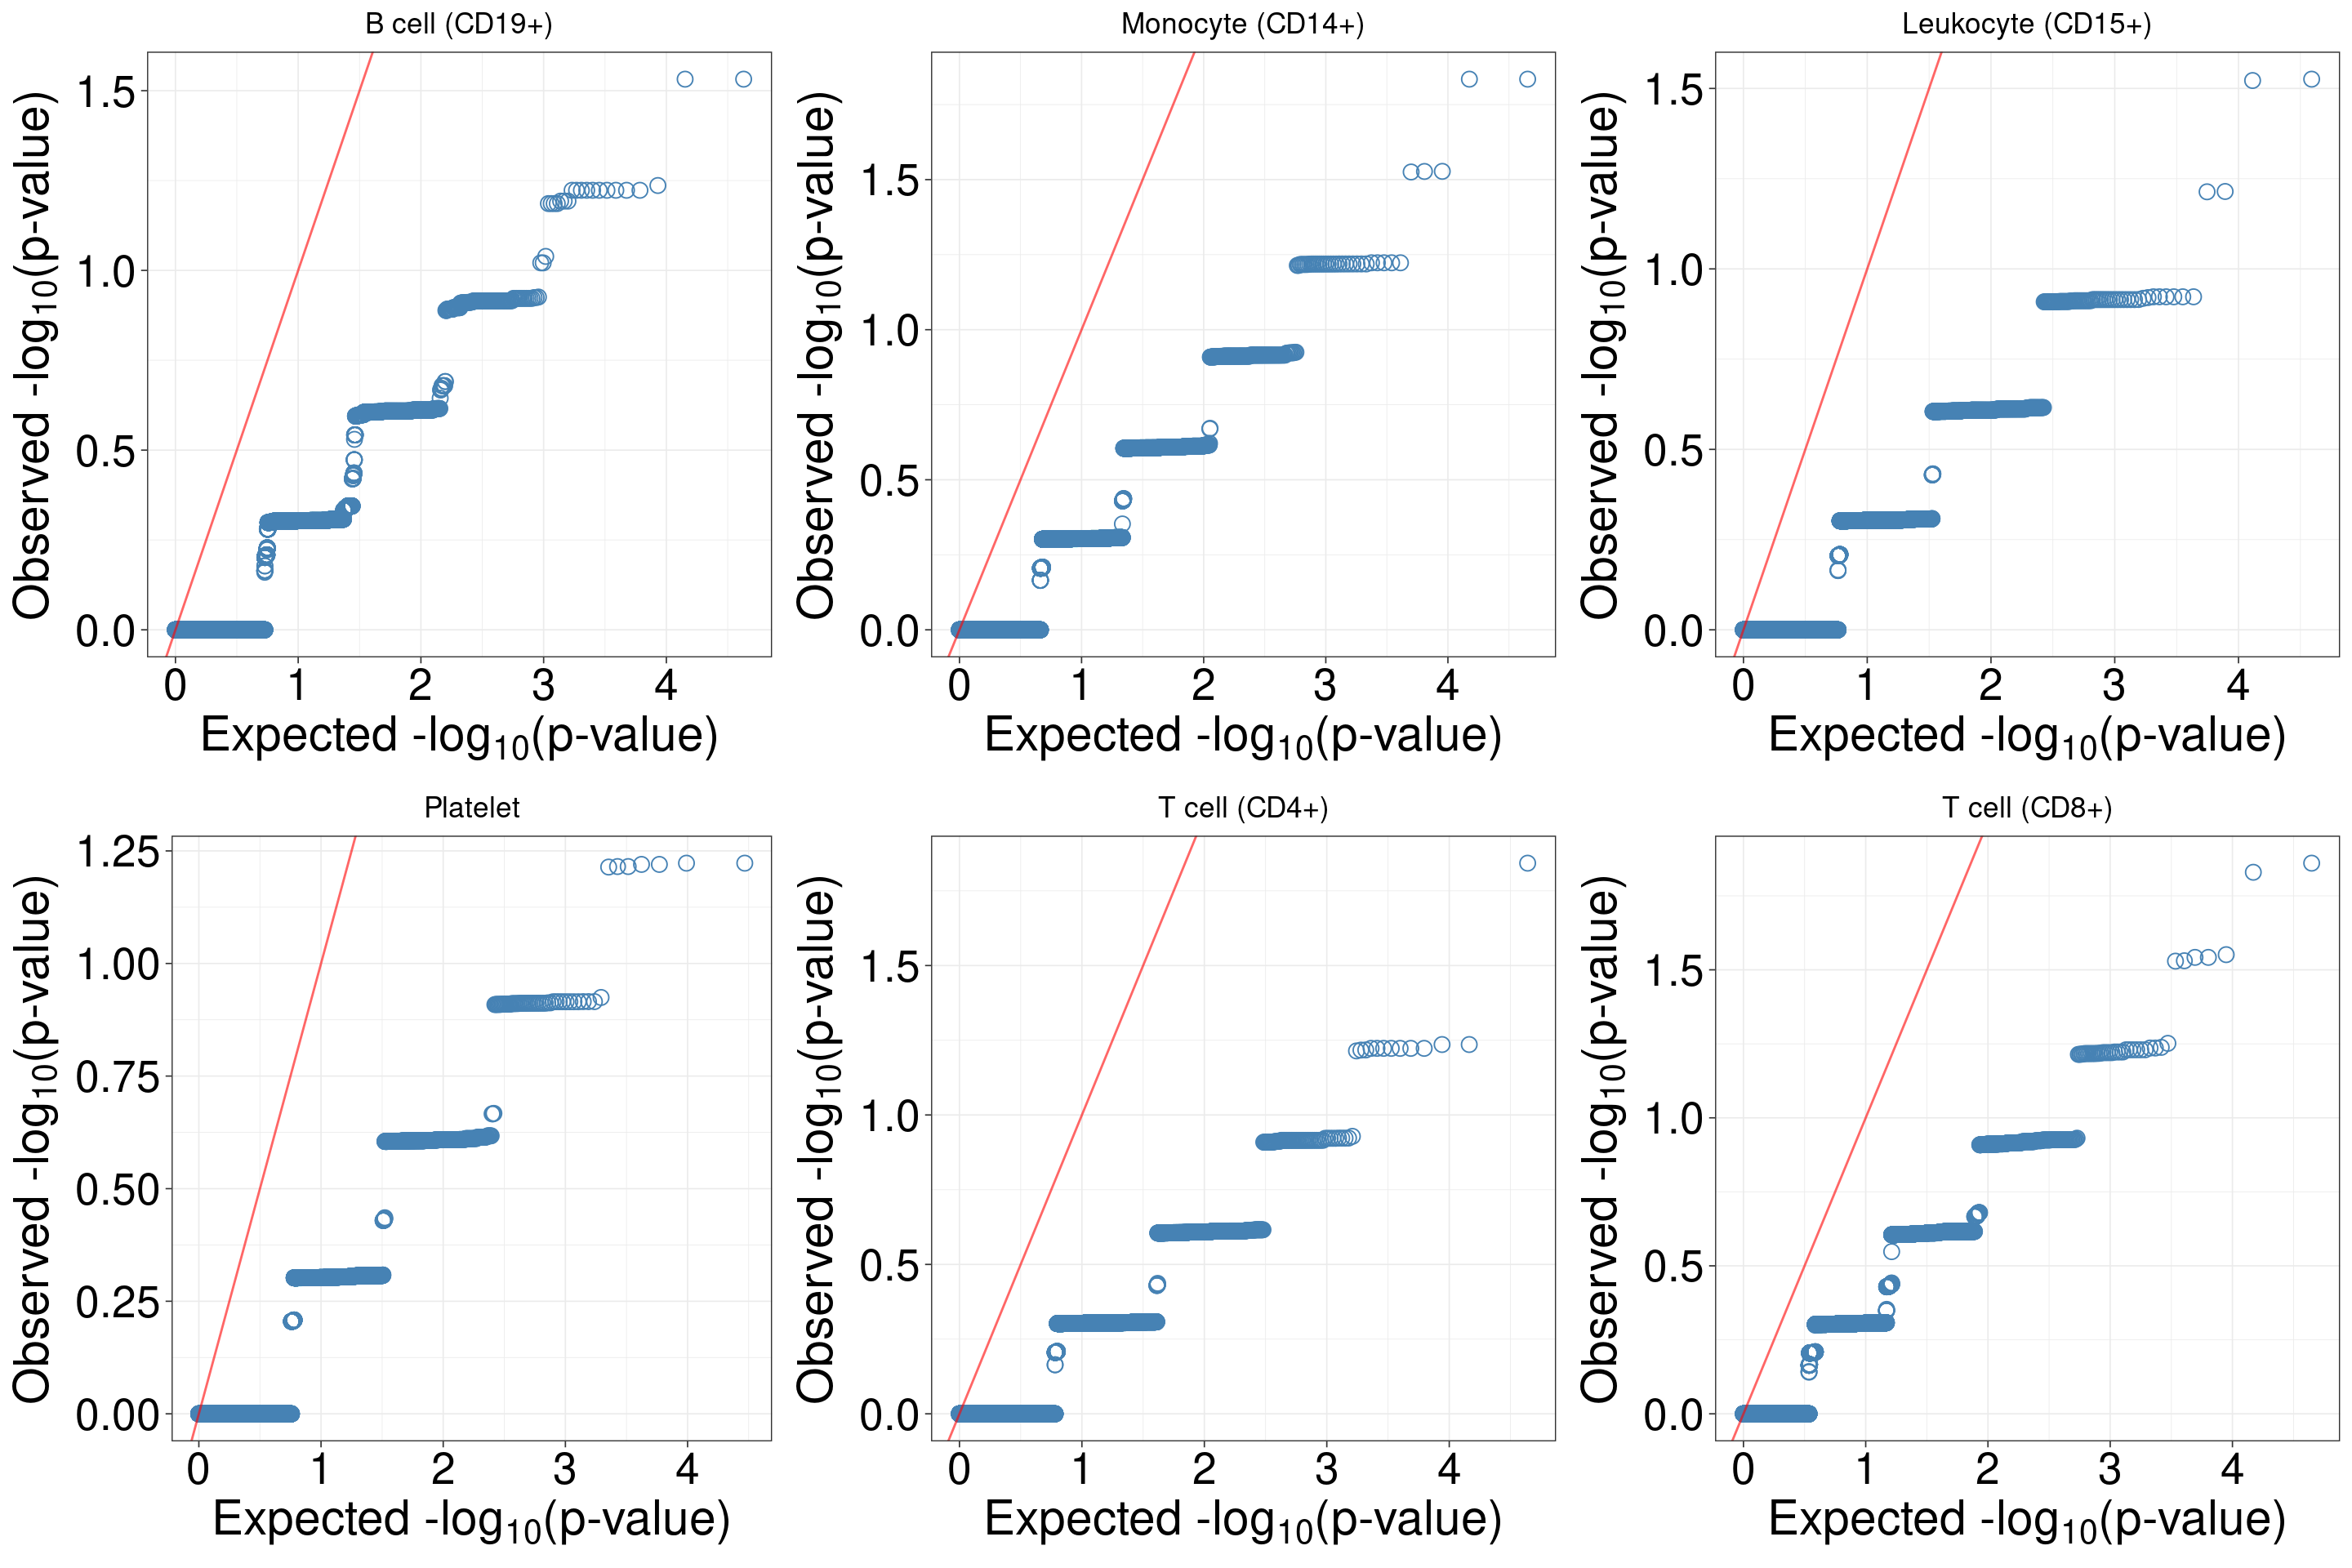 B cell (CD19+)
Observed -log10(p-value)
1.5
1.0
0.5
0.0
0 1 2 3 4
Expected -log10(p-value)
Monocyte (CD14+)
Observed -log10(p-value)
1.5
1.0
0.5
0.0
0 1 2 3 4
Expected -log10(p-value)
Leukocyte (CD15+)
Observed -log10(p-value)
1.5
1.0
0.5
0.0
0 1 2 3 4
Expected -log10(p-value)
Platelet
Observed -log10(p-value)
1.25
1.00
0.75
0.50
0.25
0.00
0 1 2 3 4
Expected -log10(p-value)
T cell (CD4+)
Observed -log10(p-value)
1.5
1.0
0.5
0.0
0 1 2 3 4
Expected -log10(p-value)
T cell (CD8+)
Observed -log10(p-value)
1.5
1.0
0.5
0.0
0 1 2 3 4
Expected -log10(p-value)